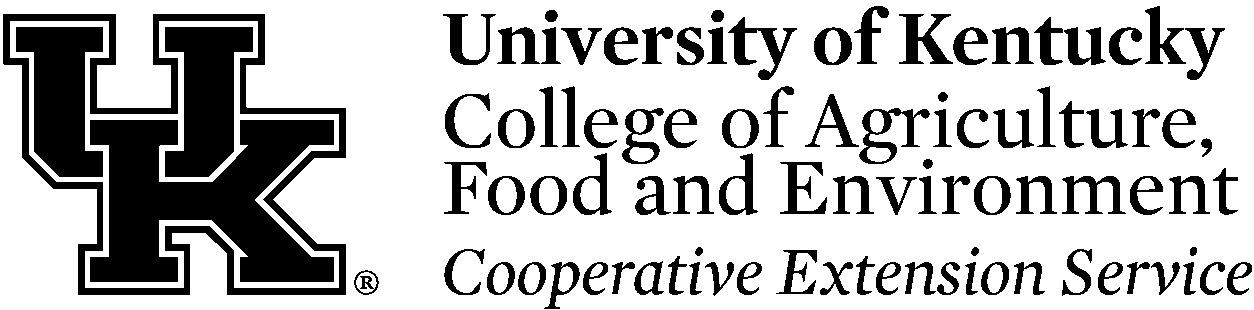 UK®
University of Kentucky
College of Agriculture,
Food and Environment
Cooperative Extension Service